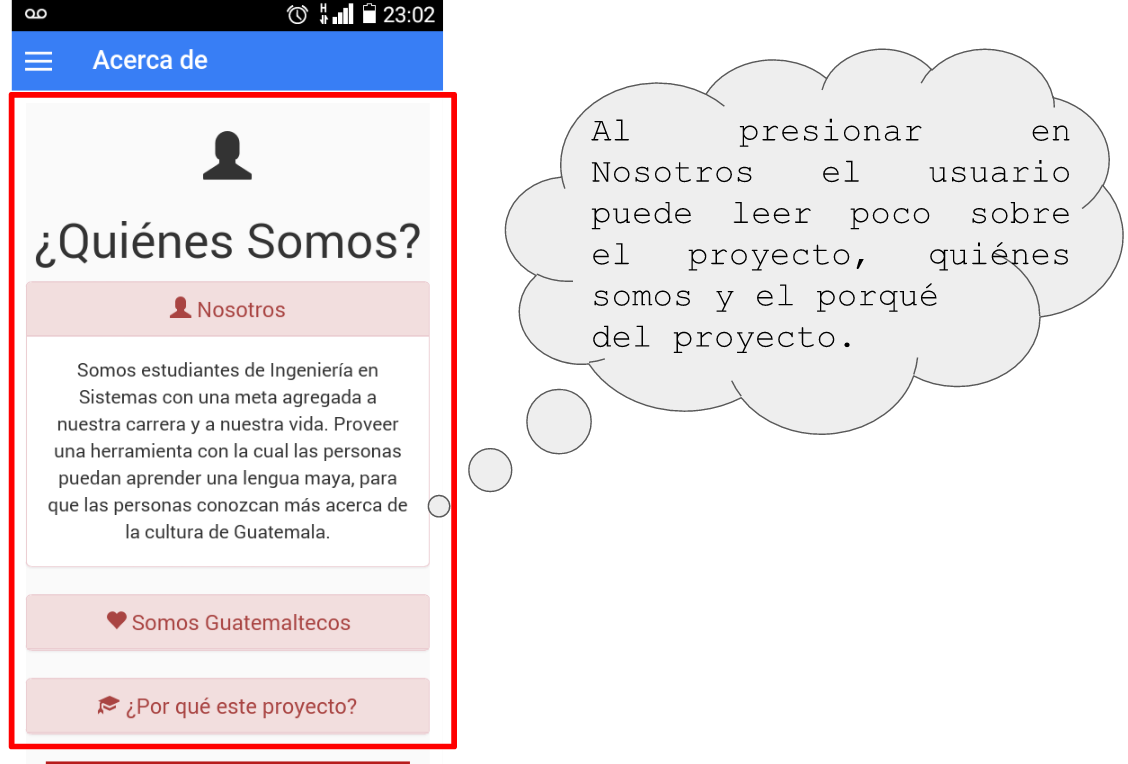 23:02
Acerca de
¿Quiénes Somos?
Nosotros
Somos estudiantes de Ingeniería en
Sistemas con una meta agregada a
nuestra carrera y a nuestra vida. Proveer
una herramienta con la cual las personas
puedan aprender una lengua maya, para
que las personas conozcan más acerca de
la cultura de Guatemala.
Somos Guatemaltecos
¿Por qué este proyecto?
Al presionar en
Nosotros el usuario
puede leer poco sobre
el proyecto, quiénes
somos y el porqué
del proyecto.